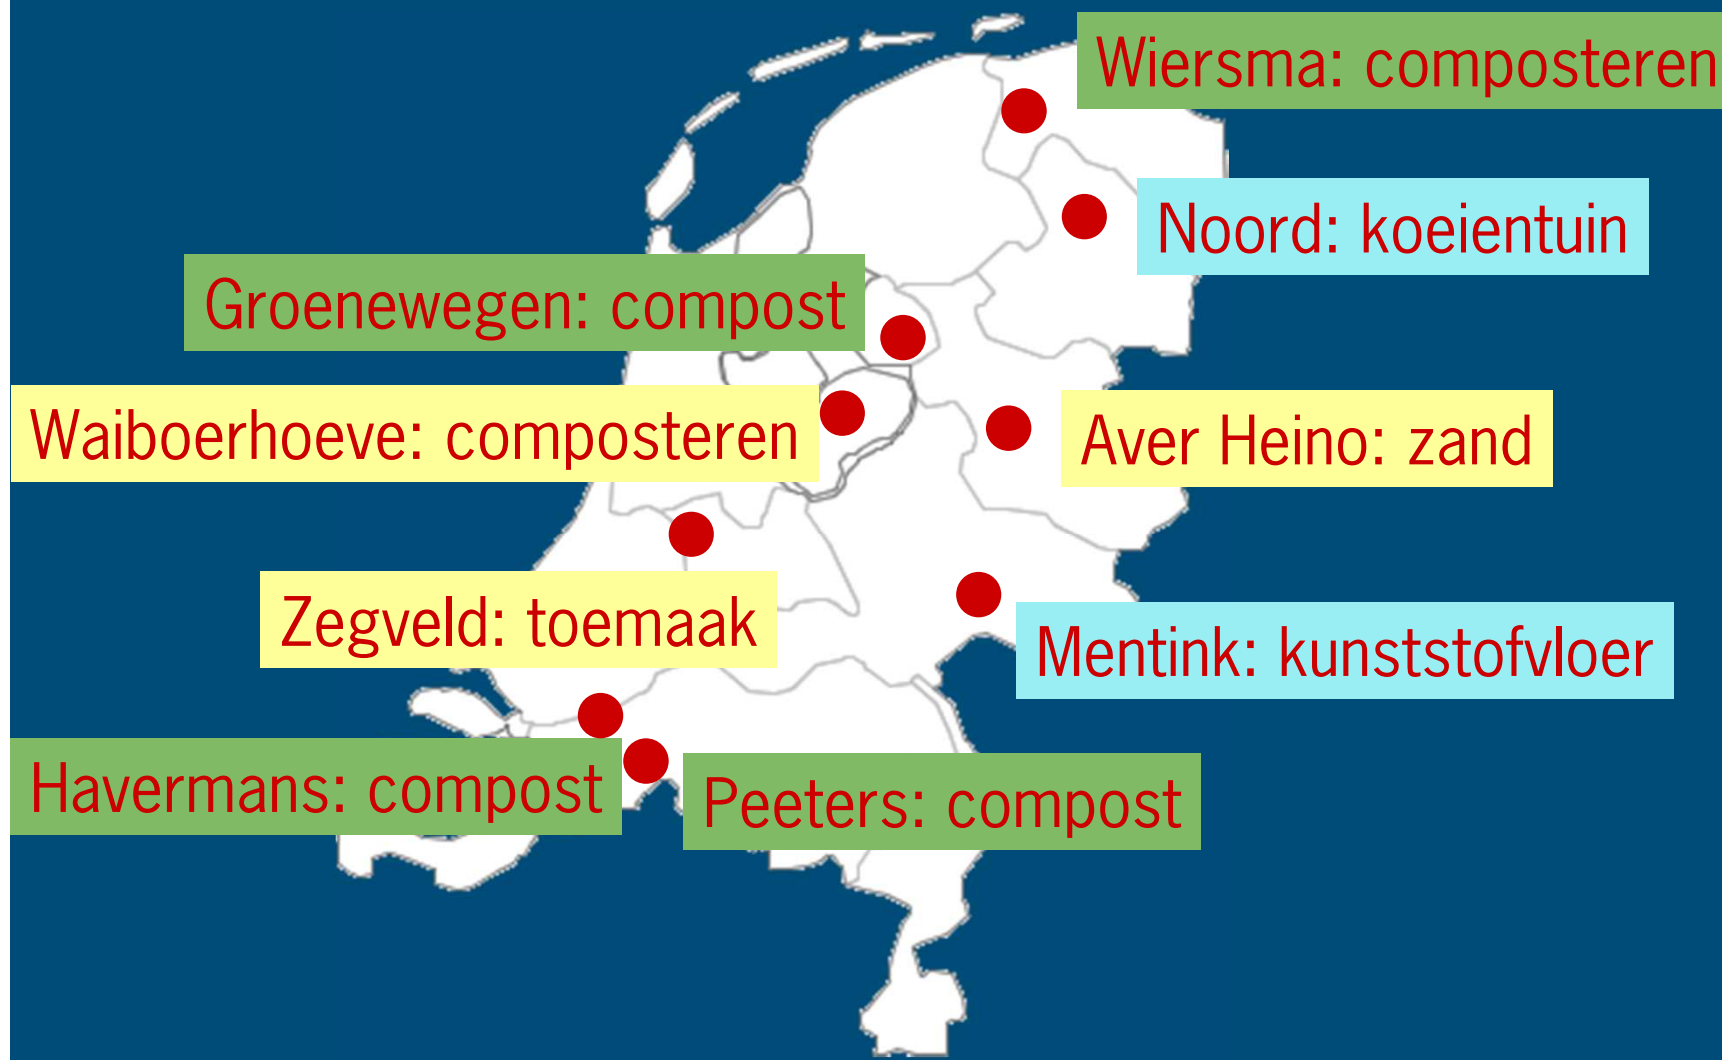 Wiersma: composteren
Noord: koeientuin
Groenewegen: compost
Waiboerhoeve: composteren
Aver Heino: zand
Zegveld: toemaak
Mentink: kunststofvloer
Havermans: compost
Peeters: compost